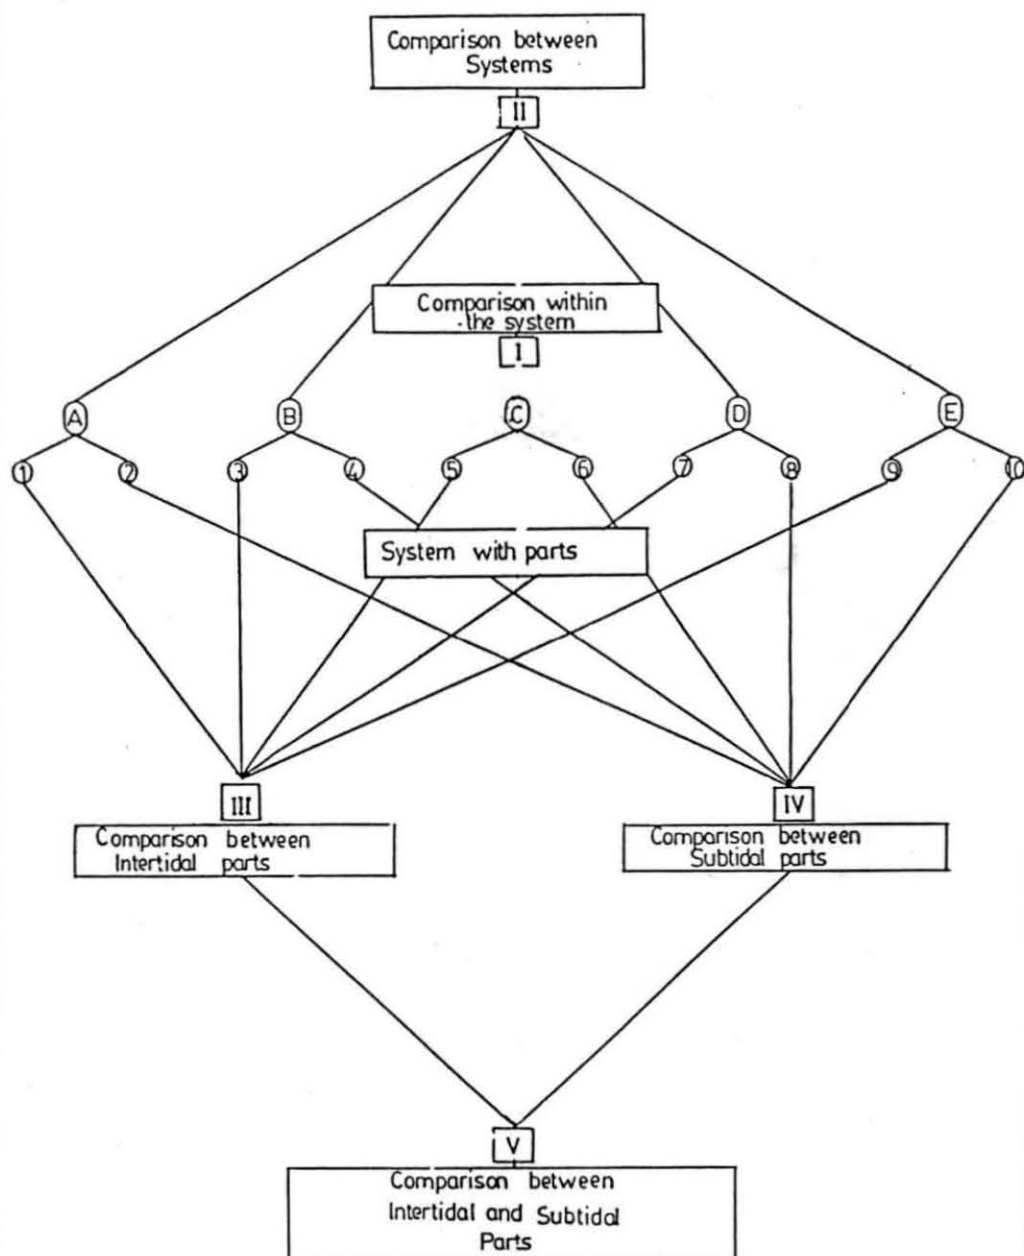 Comparison between
Systems
II
Comparison within
the system
I
A B C D E
1 2 3 4 5 6 7 8 9 10
System with parts
III IV
Comparison between
Intertidal parts
Comparison between
Subtidal parts
V
Comparison between
Intertidal and Subtidal
Parts